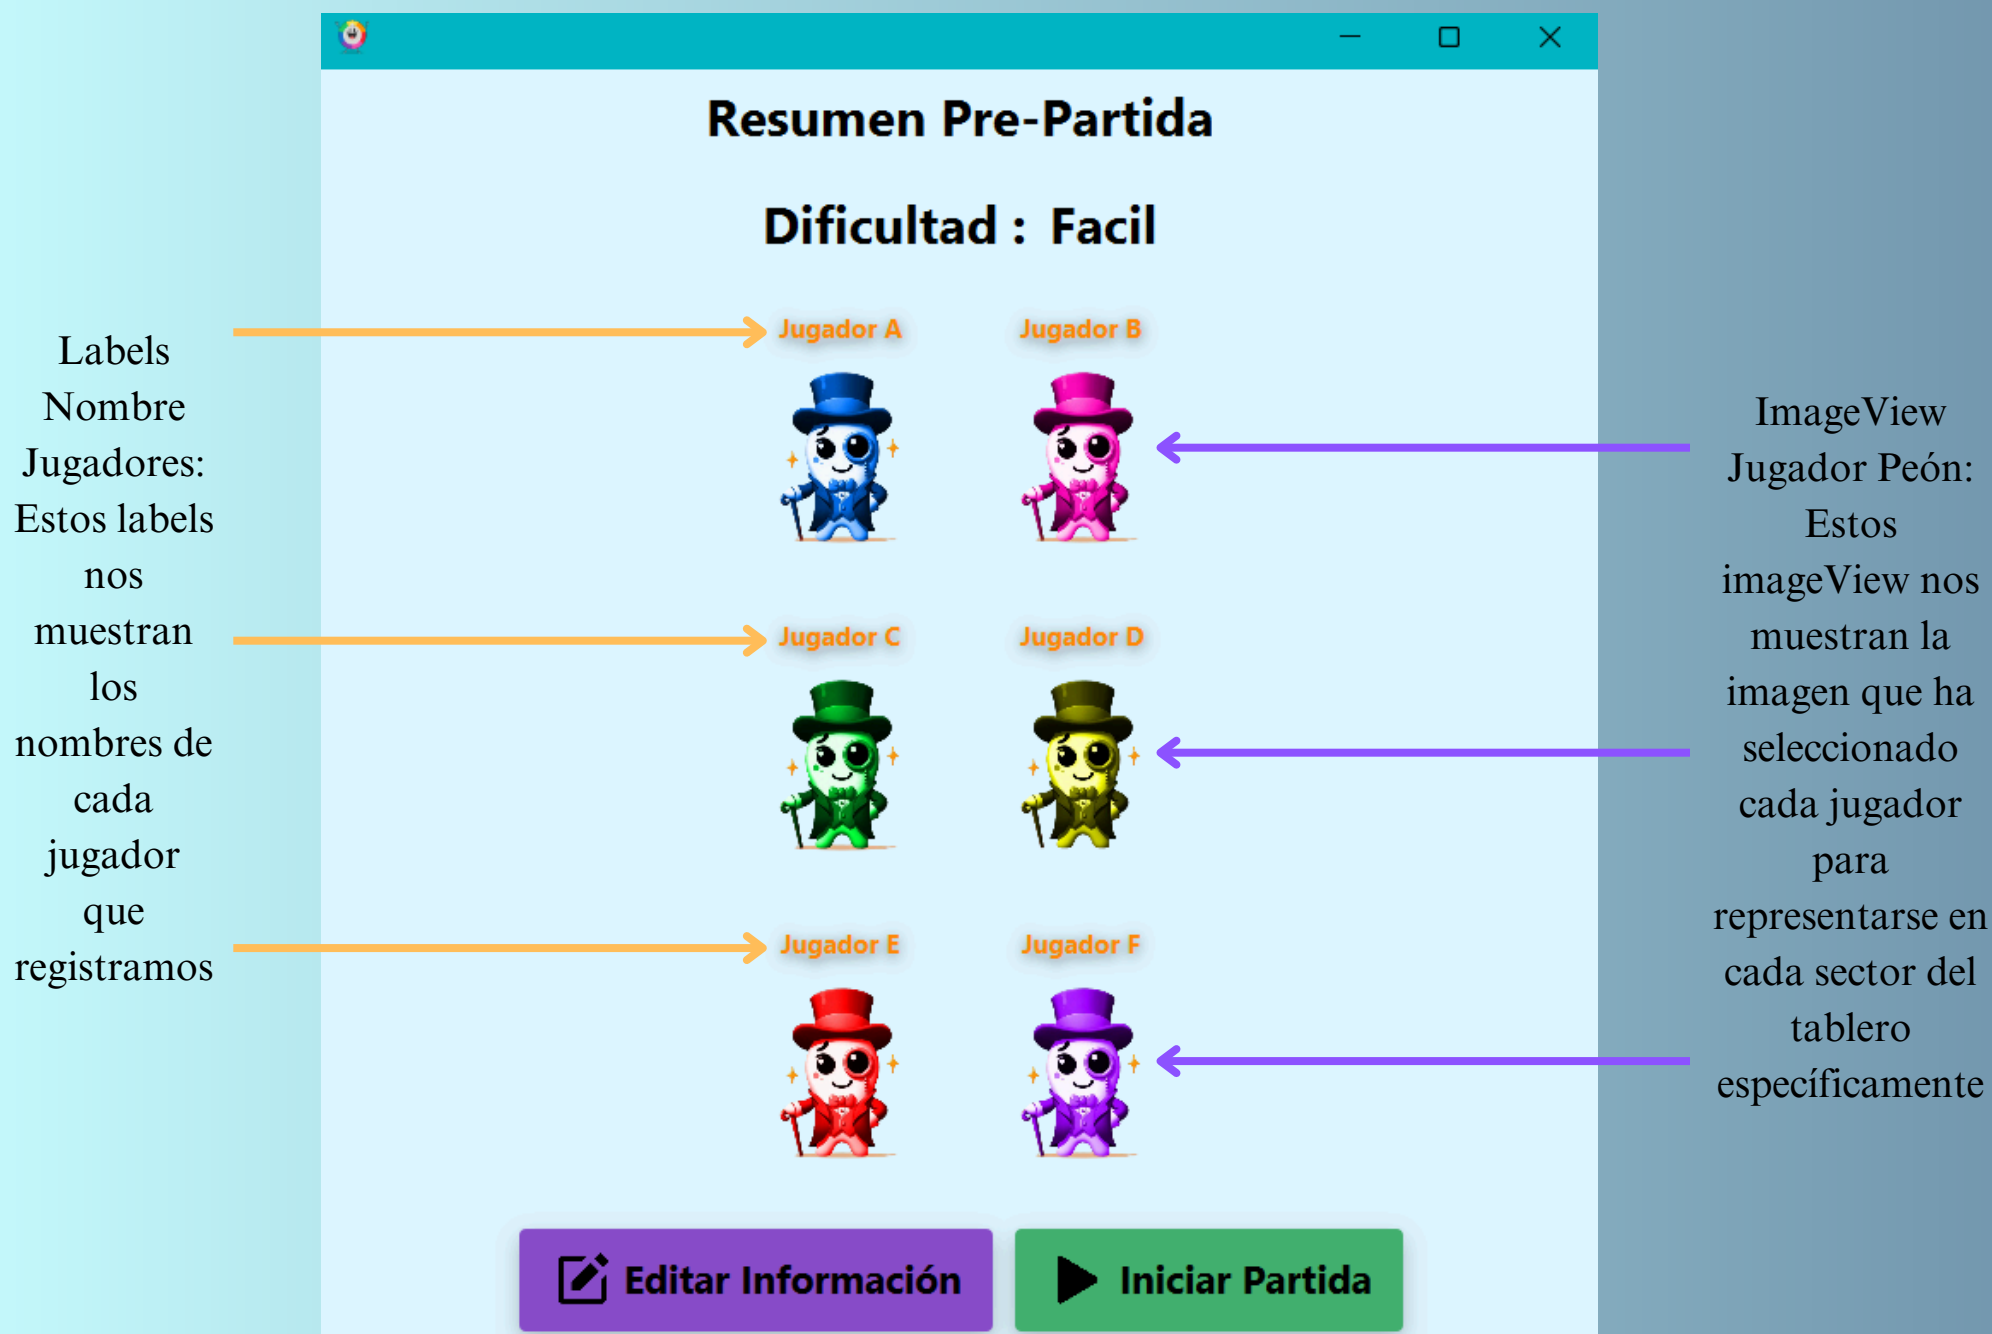 Resumen Pre-Partida
Dificultad : Facil
Labels
Nombre
Jugadores:
Estos labels
nos
muestran
los
nombres de
cada
jugador
que
registramos
Jugador A
Jugador B
Jugador C
Jugador D
Jugador E
Jugador F
ImageView
Jugador Peón:
Estos
imageView nos
muestran la
imagen que ha
seleccionado
cada jugador
para
representarse en
cada sector del
tablero
específicamente
Editar Información
Iniciar Partida